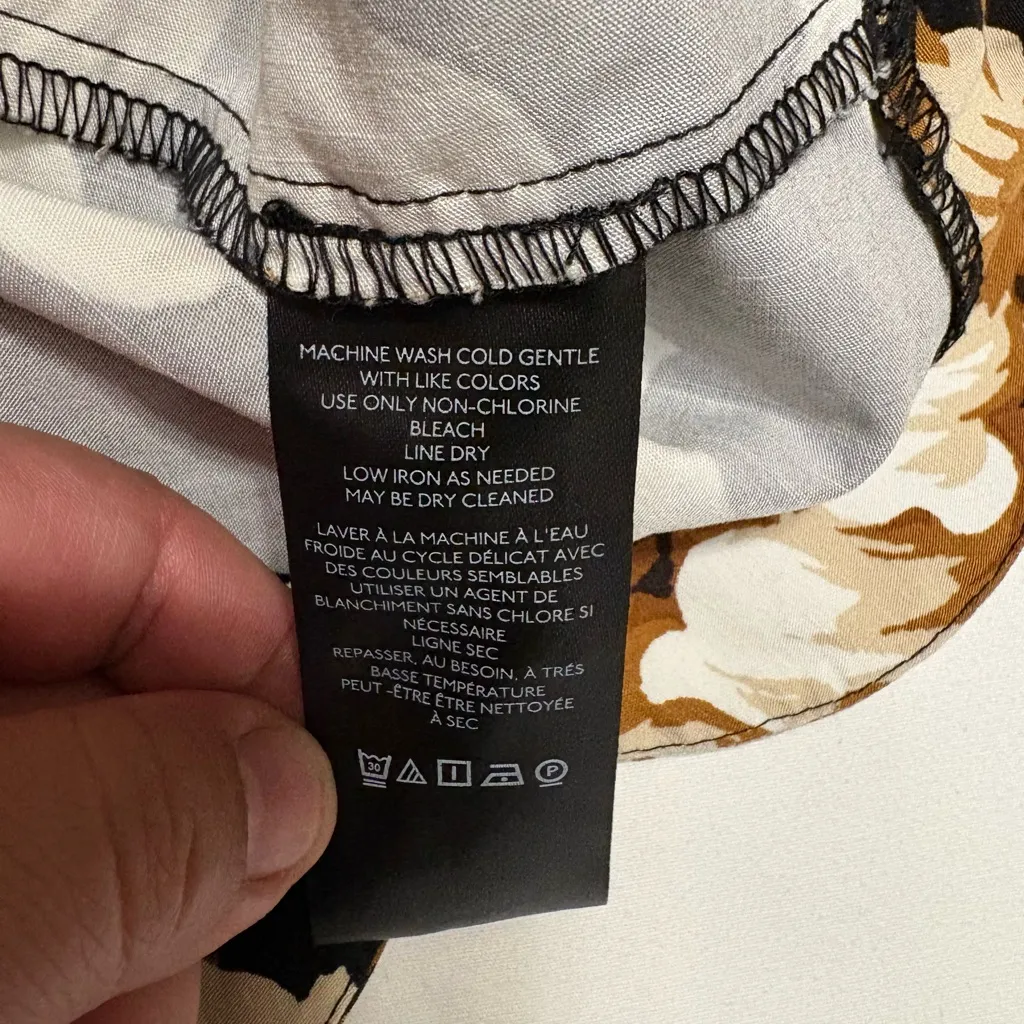 MACHINE WASH COLD GENTLE
WITH LIKE COLORS
USE ONLY NON-CHLORINE
BLEACH
LINE DRY
LOW IRON AS NEEDED
MAY BE DRY CLEANED
LAVER À LA MACHINE À L'EAU
FROIDE AU CYCLE DÉLICAT AVEC
DES COULEURS SEMBLABLES
UTILISER UN AGENT DE
BLANCHIMENT SANS CHLORE SI
NÉCESSAIRE
LIGNE SEC
REPASSER, AU BESOIN, À TRÉS
BASSE TEMPÉRATURE
PEUT -ÊTRE ÊTRE NETTOYÉE
À SEC
30 P